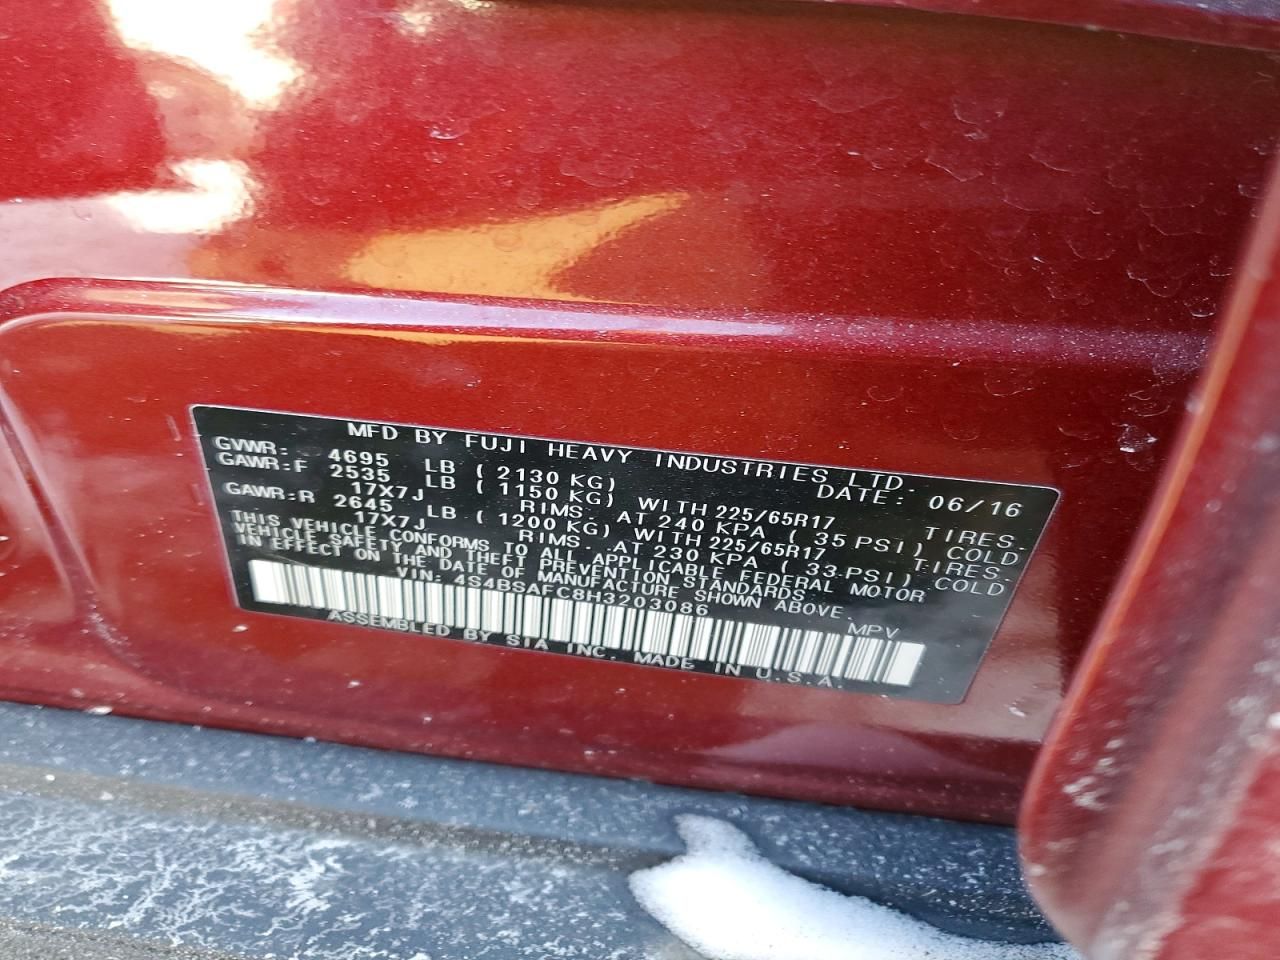 MFD BY FUJI HEAVY INDUSTRIES LTD.
GVWR: 4695 LB ( 2130 KG) DATE: 06/16
GAWR:F 2535 LB ( 1150 KG) WITH 225/65R17 TIRES.
17X7J RIMS. AT 240 KPA ( 35 PSI) COLD
GAWR:R 2645 LB ( 1200 KG) WITH 225/65R17 TIRES.
17X7J RIMS. AT 230 KPA ( 33 PSI) COLD
THIS VEHICLE CONFORMS TO ALL APPLICABLE FEDERAL MOTOR
VEHICLE SAFETY AND THEFT PREVENTION STANDARDS
IN EFFECT ON THE DATE OF MANUFACTURE SHOWN ABOVE.
VIN: 4S4BSAFC8H3203086 MPV
ASSEMBLED BY SIA INC. MADE IN U.S.A.